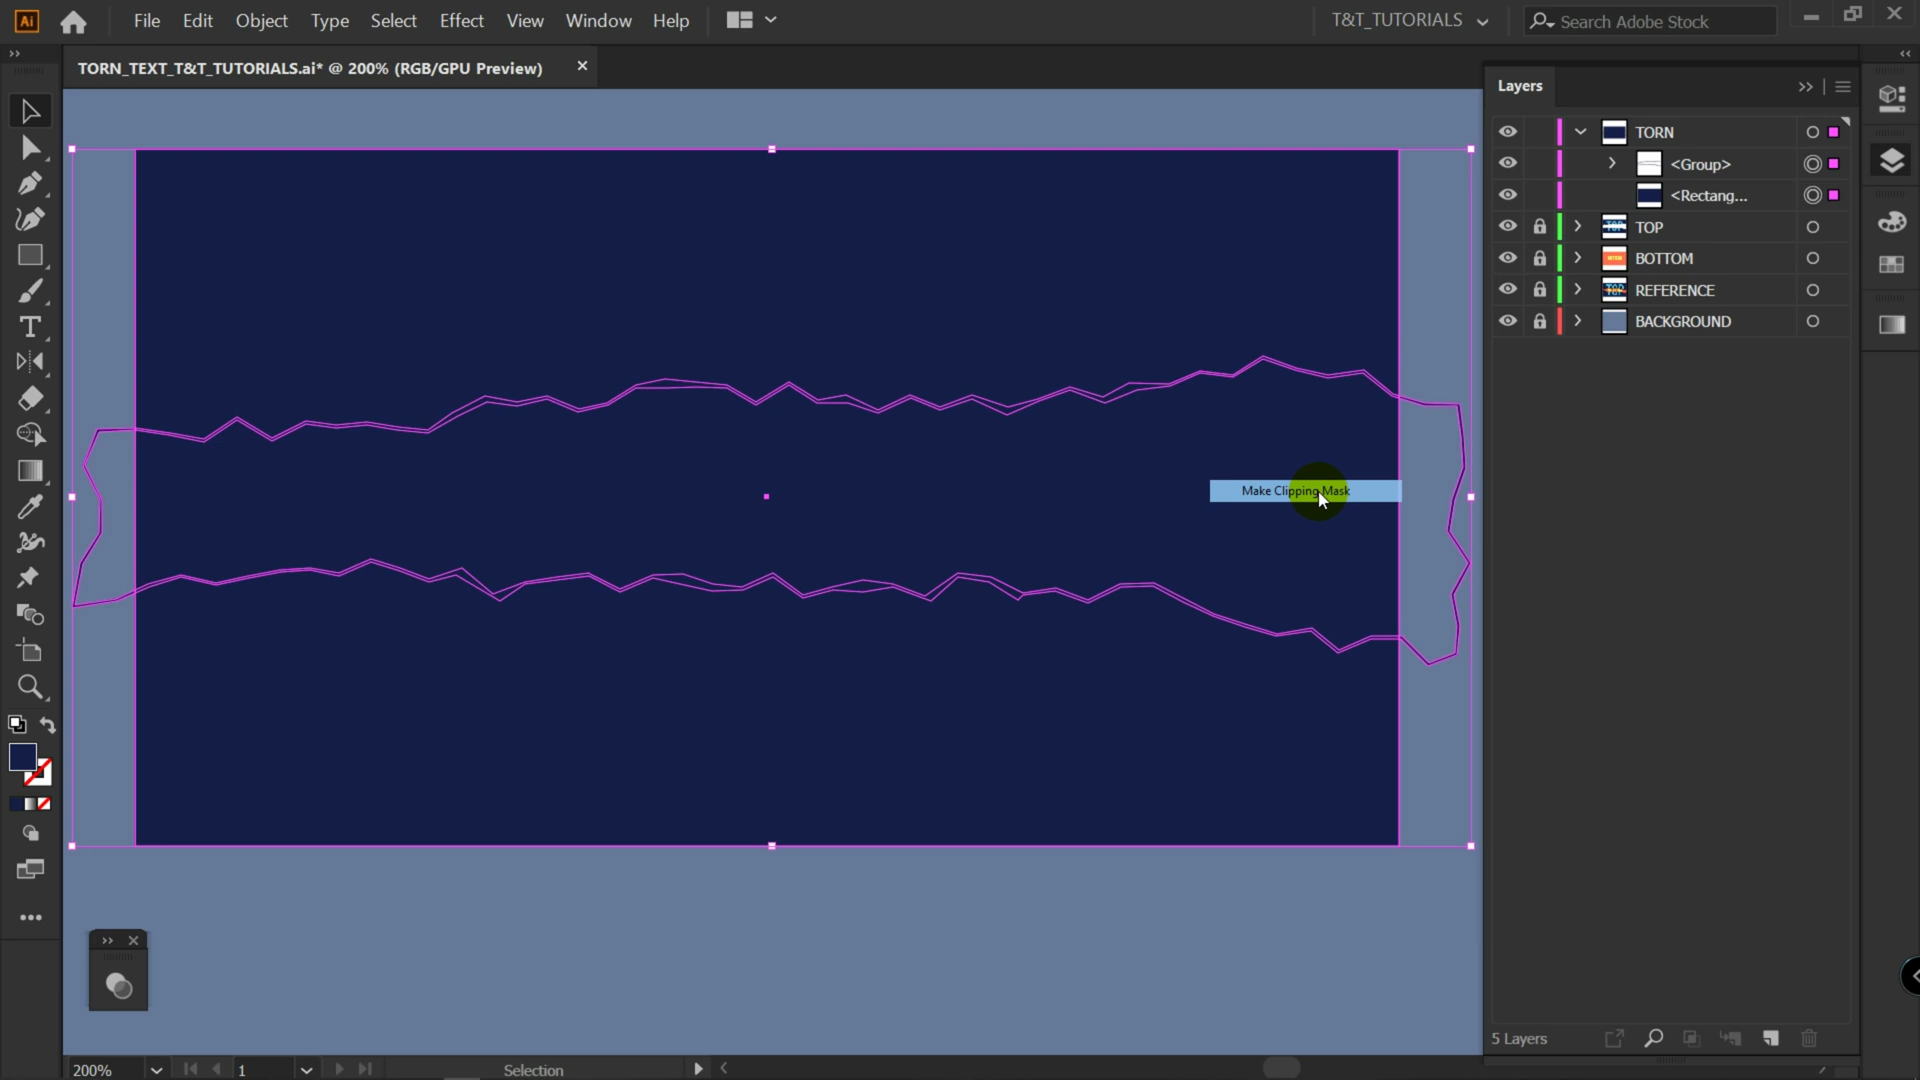 Ai File Edit Object Type Select Effect View Window Help T&T_TUTORIALS Search Adobe Stock
TORN_TEXT_T&T_TUTORIALS.ai* @ 200% (RGB/GPU Preview)
Layers
TORN
<Group>
<Rectang...
TOP
BOTTOM
REFERENCE
BACKGROUND
Make Clipping Mask
5 Layers
200% 1 Selection